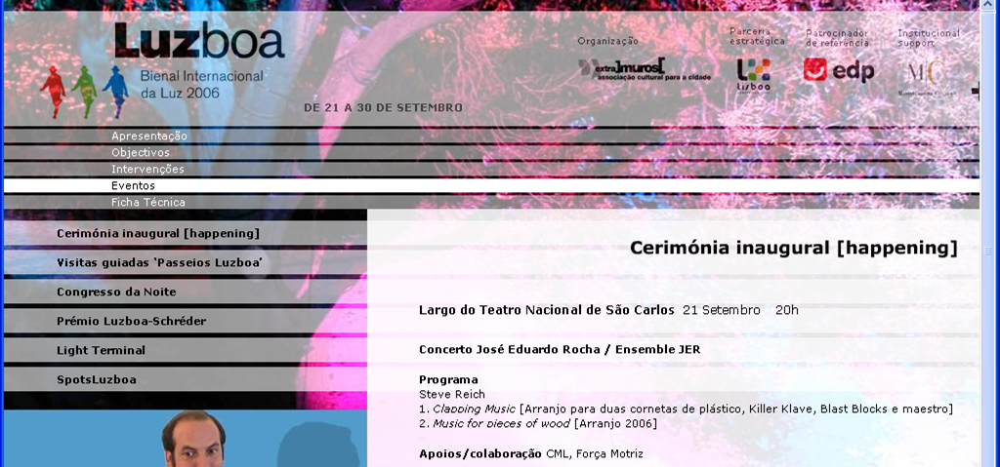 Luzboa
Bienal Internacional
da Luz 2006
DE 21 A 30 DE SETEMBRO
Organização
extra]muros[
associação cultural para a cidade
Parceria
estratégica
Lisboa
Patrocinador
de referência
edp
Institucional
support
MC
Apresentação
Objectivos
Intervenções
Eventos
Ficha Técnica
Cerimónia inaugural [happening]
Visitas guiadas 'Passeios Luzboa'
Congresso da Noite
Prémio Luzboa-Schréder
Light Terminal
SpotsLuzboa
Cerimónia inaugural [happening]
Largo do Teatro Nacional de São Carlos 21 Setembro 20h
Concerto José Eduardo Rocha / Ensemble JER
Programa
Steve Reich
1. Clapping Music [Arranjo para duas cornetas de plástico, Killer Klave, Blast Blocks e maestro]
2. Music for pieces of wood [Arranjo 2006]
Apoios/colaboração CML, Força Motriz